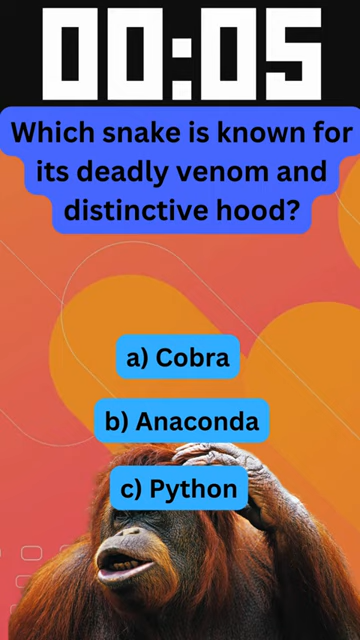 00:05
Which snake is known for
its deadly venom and
distinctive hood?
a) Cobra
b) Anaconda
c) Python